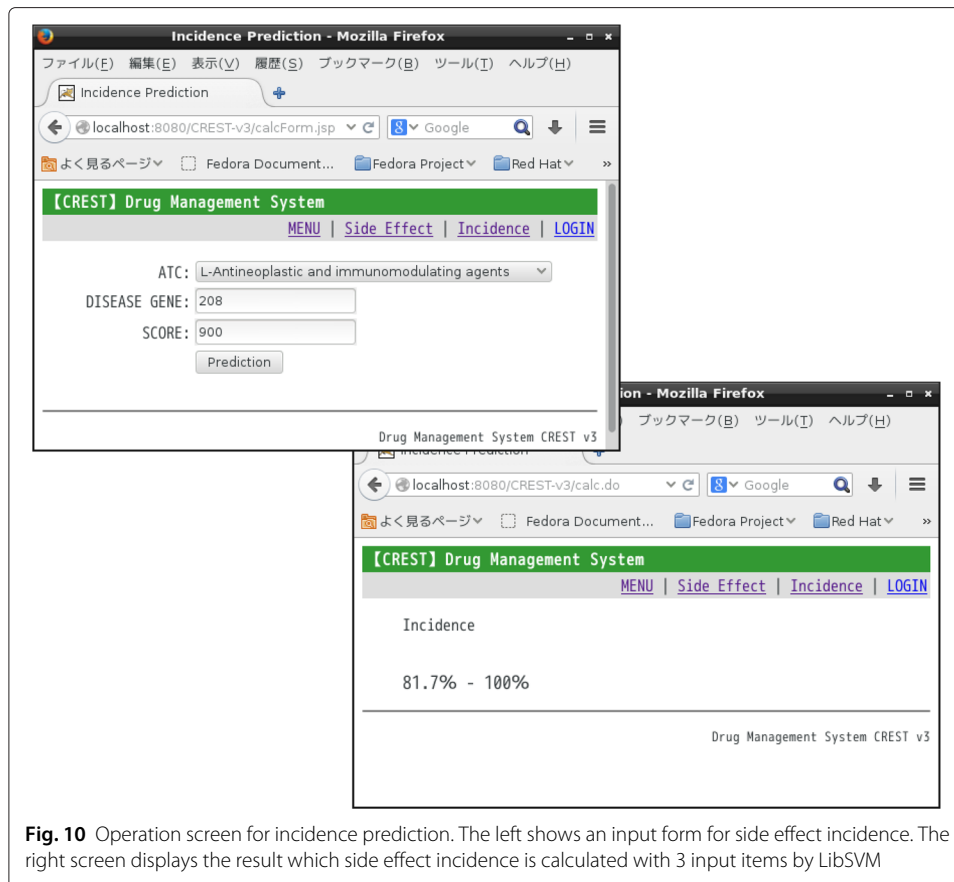 Incidence Prediction - Mozilla Firefox
ファイル(F) 編集(E) 表示(V) 履歴(S) ブックマーク(B) ツール(T) ヘルプ(H)
Incidence Prediction
localhost:8080/CREST-v3/calcForm.jsp Google
よく見るページ Fedora Document... Fedora Project Red Hat »
【CREST】Drug Management System
MENU | Side Effect | Incidence | LOGIN
ATC: L-Antineoplastic and immunomodulating agents
DISEASE GENE: 208
SCORE: 900
Prediction
Drug Management System CREST v3
ion - Mozilla Firefox
) ブックマーク(B) ツール(T) ヘルプ(H)
Incidence Prediction
localhost:8080/CREST-v3/calc.do Google
よく見るページ Fedora Document... Fedora Project Red Hat »
【CREST】Drug Management System
MENU | Side Effect | Incidence | LOGIN
Incidence
81.7% - 100%
Drug Management System CREST v3
Fig. 10 Operation screen for incidence prediction. The left shows an input form for side effect incidence. The
right screen displays the result which side effect incidence is calculated with 3 input items by LibSVM